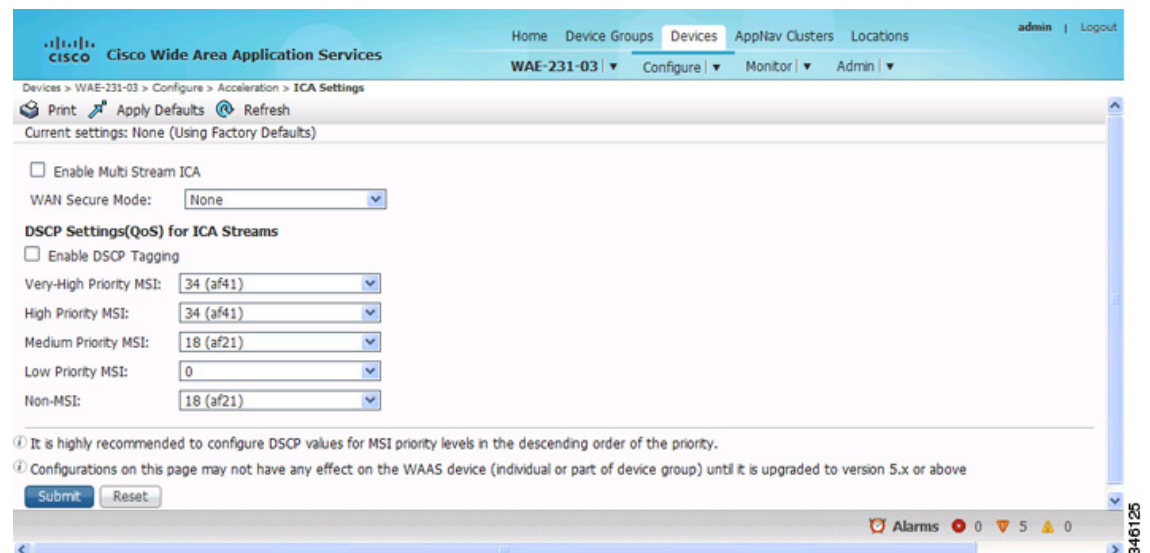 Home Device Groups Devices AppNav Clusters Locations
admin | Logout
CISCO Cisco Wide Area Application Services
WAE-231-03 | Configure | Monitor | Admin |
Devices > WAE-231-03 > Configure > Acceleration > ICA Settings
Print Apply Defaults Refresh
Current settings: None (Using Factory Defaults)
Enable Multi Stream ICA
WAN Secure Mode: None
DSCP Settings(QoS) for ICA Streams
Enable DSCP Tagging
Very-High Priority MSI: 34 (af41)
High Priority MSI: 34 (af41)
Medium Priority MSI: 18 (af21)
Low Priority MSI: 0
Non-MSI: 18 (af21)
It is highly recommended to configure DSCP values for MSI priority levels in the descending order of the priority.
Configurations on this page may not have any effect on the WAAS device (individual or part of device group) until it is upgraded to version 5.x or above
Submit Reset
Alarms 0 5 0
346125